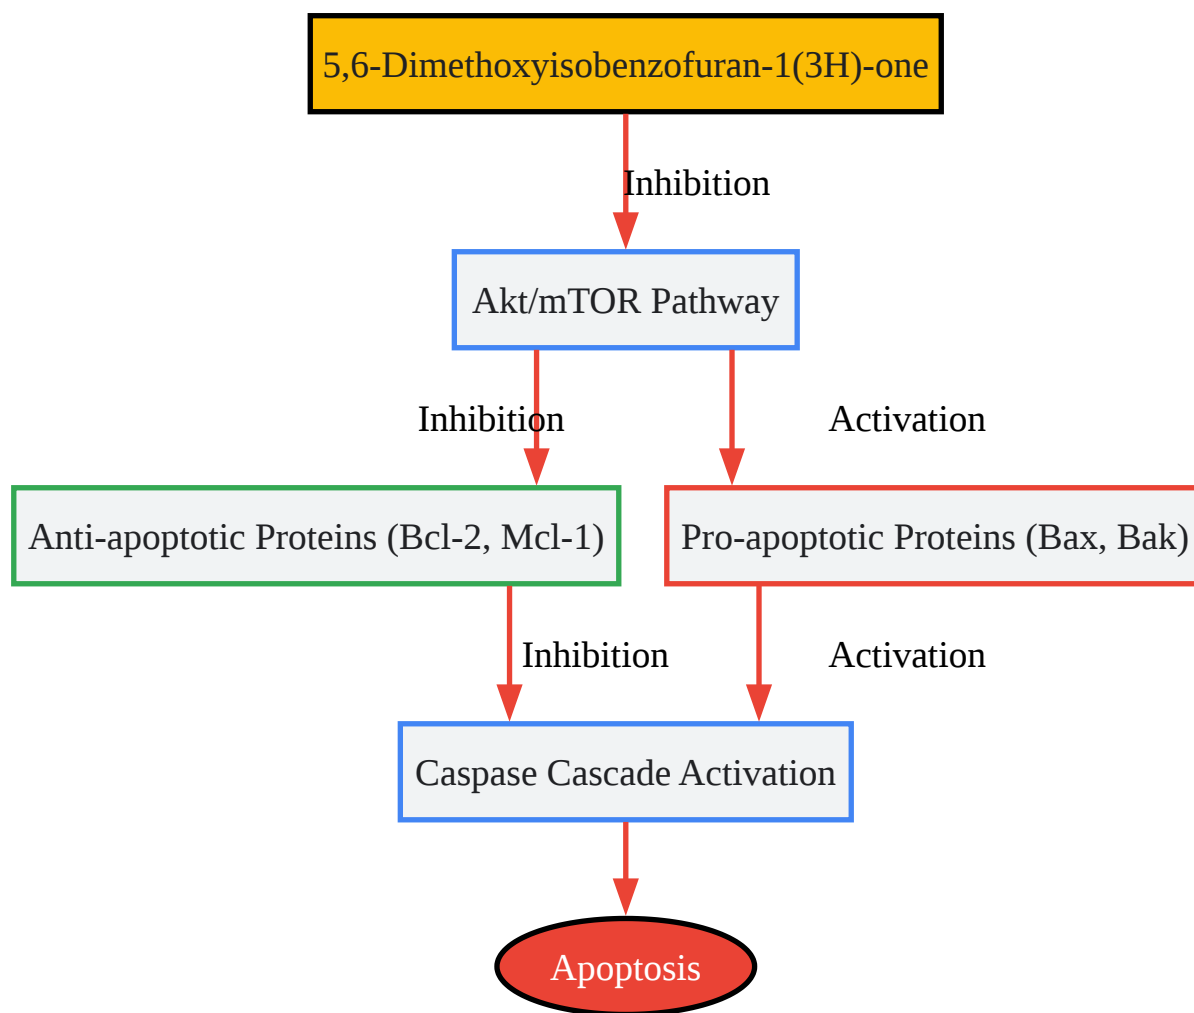 5,6-Dimethoxyisobenzofuran-1(3H)-one
Inhibition
Akt/mTOR Pathway
Inhibition
Activation
Anti-apoptotic Proteins (Bcl-2, Mcl-1)
Pro-apoptotic Proteins (Bax, Bak)
Inhibition
Activation
Caspase Cascade Activation
Apoptosis